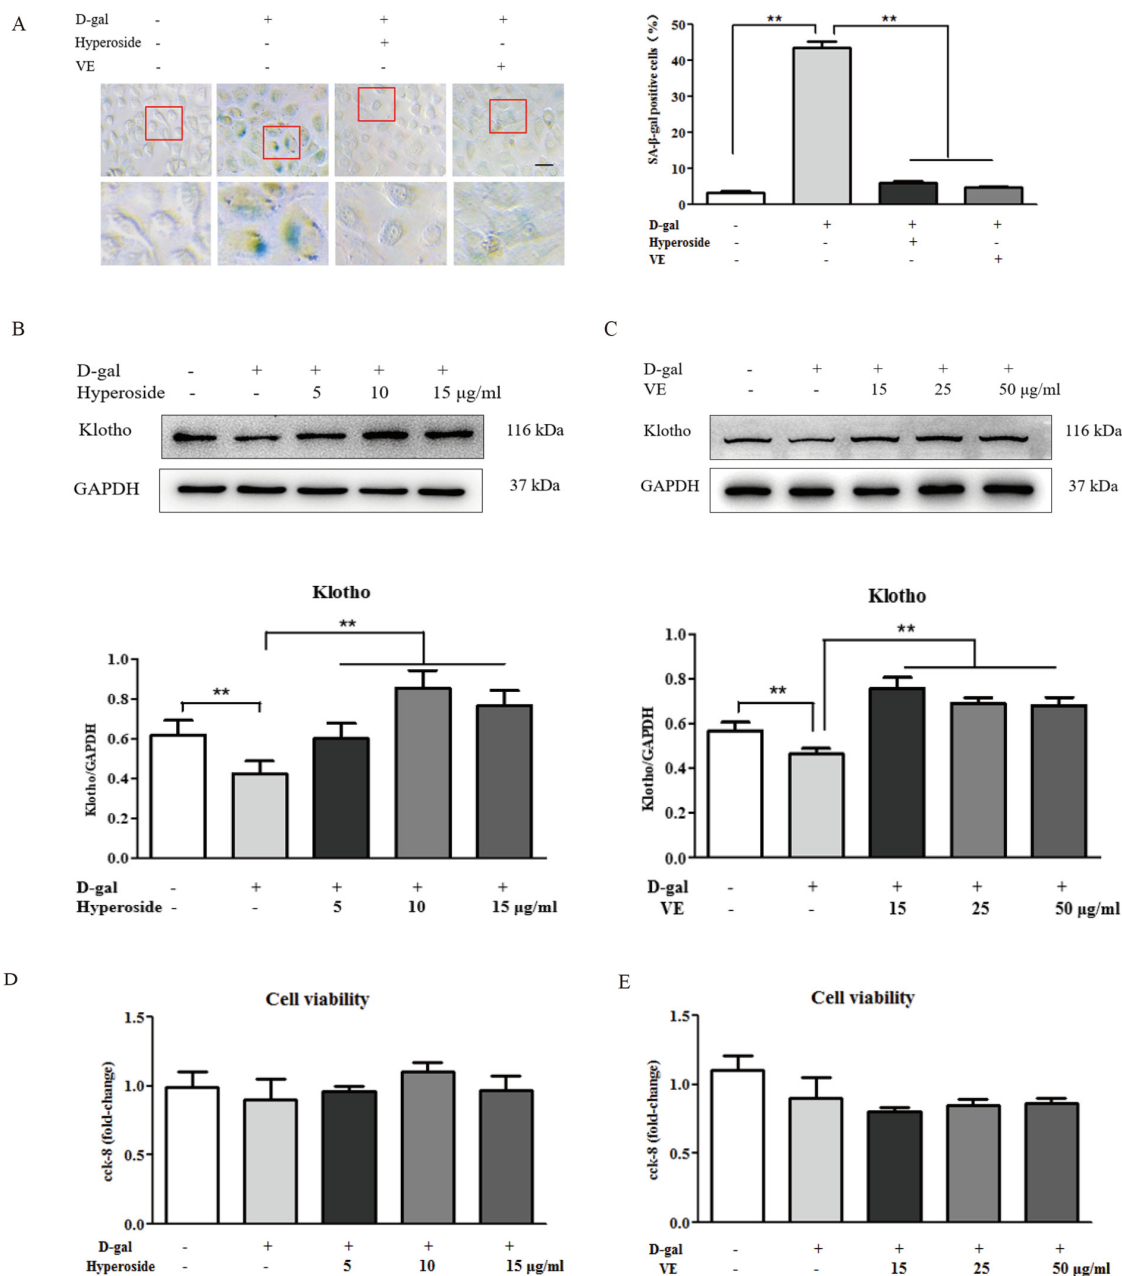 A
D-gal - + + +
Hyperoside - - + -
VE - - - +
** **
SA-β-gal positive cells (%)
50
40
30
20
10
0
D-gal - + + +
Hyperoside - - + -
VE - - - +
B
D-gal - + + + +
Hyperoside - - 5 10 15 μg/ml
Klotho 116 kDa
GAPDH 37 kDa
Klotho
**
**
Klotho/GAPDH
1.0
0.8
0.6
0.4
0.2
0.0
D-gal - + + + +
Hyperoside - - 5 10 15 μg/ml
C
D-gal - + + + +
VE - - 15 25 50 μg/ml
Klotho 116 kDa
GAPDH 37 kDa
Klotho
**
**
Klotho/GAPDH
1.0
0.8
0.6
0.4
0.2
0.0
D-gal - + + + +
VE - - 15 25 50 μg/ml
D
Cell viability
cck-8 (fold-change)
1.5
1.0
0.5
0.0
D-gal - + + + +
Hyperoside - - 5 10 15 μg/ml
E
Cell viability
cck-8 (fold-change)
1.5
1.0
0.5
0.0
D-gal - + + + +
VE - - 15 25 50 μg/ml